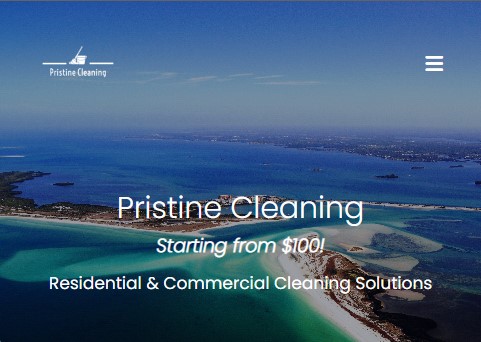 Pristine Cleaning
Pristine Cleaning
Starting from $100!
Residential & Commercial Cleaning Solutions